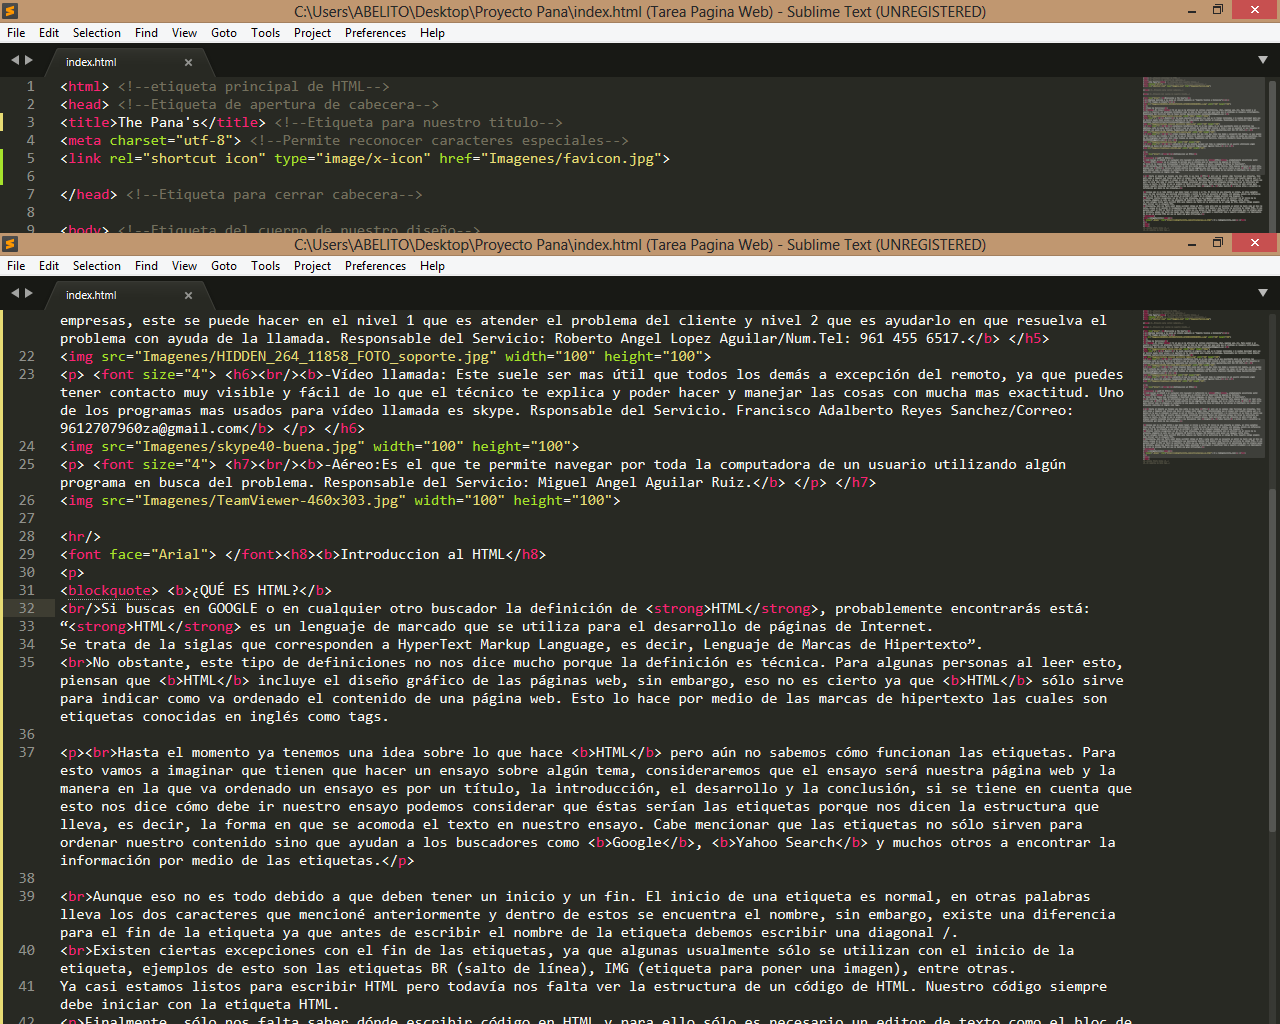 C:\Users\ABELITO\Desktop\Proyecto Pana\index.html (Tarea Pagina Web) - Sublime Text (UNREGISTERED)
File Edit Selection Find View Goto Tools Project Preferences Help
index.html
1 <html> <!--etiqueta principal de HTML-->
2 <head> <!--Etiqueta de apertura de cabecera-->
3 <title>The Pana's</title> <!--Etiqueta para nuestro titulo-->
4 <meta charset="utf-8"> <!--Permite reconocer caracteres especiales-->
5 <link rel="shortcut icon" type="image/x-icon" href="Imagenes/favicon.jpg">
6
7 </head> <!--Etiqueta para cerrar cabecera-->
8
9 <body> <!--Etiqueta del cuerpo de nuestro diseño-->
C:\Users\ABELITO\Desktop\Proyecto Pana\index.html (Tarea Pagina Web) - Sublime Text (UNREGISTERED)
File Edit Selection Find View Goto Tools Project Preferences Help
index.html
empresas, este se puede hacer en el nivel 1 que es atender el problema del cliente y nivel 2 que es ayudarlo en que resuelva el
problema con ayuda de la llamada. Responsable del Servicio: Roberto Angel Lopez Aguilar/Num.Tel: 961 455 6517.</b> </h5>
22 <img src="Imagenes/HIDDEN_264_11858_FOTO_soporte.jpg" width="100" height="100">
23 <p> <font size="4"> <h6><br/><b>-Vídeo llamada: Este suele ser mas útil que todos los demás a excepción del remoto, ya que puedes
tener contacto muy visible y fácil de lo que el técnico te explica y poder hacer y manejar las cosas con mucha mas exactitud. Uno
de los programas mas usados para vídeo llamada es skype. Rsponsable del Servicio. Francisco Adalberto Reyes Sanchez/Correo:
9612707960za@gmail.com</b> </p> </h6>
24 <img src="Imagenes/skype40-buena.jpg" width="100" height="100">
25 <p> <font size="4"> <h7><br/><b>-Aéreo:Es el que te permite navegar por toda la computadora de un usuario utilizando algún
programa en busca del problema. Responsable del Servicio: Miguel Angel Aguilar Ruiz.</b> </p> </h7>
26 <img src="Imagenes/TeamViewer-460x303.jpg" width="100" height="100">
27
28 <hr/>
29 <font face="Arial"> </font><h8><b>Introduccion al HTML</h8>
30 <p>
31 <blockquote> <b>¿QUÉ ES HTML?</b>
32 <br/>Si buscas en GOOGLE o en cualquier otro buscador la definición de <strong>HTML</strong>, probablemente encontrarás está:
33 “<strong>HTML</strong> es un lenguaje de marcado que se utiliza para el desarrollo de páginas de Internet.
34 Se trata de la siglas que corresponden a HyperText Markup Language, es decir, Lenguaje de Marcas de Hipertexto”.
35 <br>No obstante, este tipo de definiciones no nos dice mucho porque la definición es técnica. Para algunas personas al leer esto,
piensan que <b>HTML</b> incluye el diseño gráfico de las páginas web, sin embargo, eso no es cierto ya que <b>HTML</b> sólo sirve
para indicar como va ordenado el contenido de una página web. Esto lo hace por medio de las marcas de hipertexto las cuales son
etiquetas conocidas en inglés como tags.
36
37 <p><br>Hasta el momento ya tenemos una idea sobre lo que hace <b>HTML</b> pero aún no sabemos cómo funcionan las etiquetas. Para
esto vamos a imaginar que tienen que hacer un ensayo sobre algún tema, consideraremos que el ensayo será nuestra página web y la
manera en la que va ordenado un ensayo es por un título, la introducción, el desarrollo y la conclusión, si se tiene en cuenta que
esto nos dice cómo debe ir nuestro ensayo podemos considerar que éstas serían las etiquetas porque nos dicen la estructura que
lleva, es decir, la forma en que se acomoda el texto en nuestro ensayo. Cabe mencionar que las etiquetas no sólo sirven para
ordenar nuestro contenido sino que ayudan a los buscadores como <b>Google</b>, <b>Yahoo Search</b> y muchos otros a encontrar la
información por medio de las etiquetas.</p>
38
39 <br>Aunque eso no es todo debido a que deben tener un inicio y un fin. El inicio de una etiqueta es normal, en otras palabras
lleva los dos caracteres que mencioné anteriormente y dentro de estos se encuentra el nombre, sin embargo, existe una diferencia
para el fin de la etiqueta ya que antes de escribir el nombre de la etiqueta debemos escribir una diagonal /.
40 <br>Existen ciertas excepciones con el fin de las etiquetas, ya que algunas usualmente sólo se utilizan con el inicio de la
etiqueta, ejemplos de esto son las etiquetas BR (salto de línea), IMG (etiqueta para poner una imagen), entre otras.
41 Ya casi estamos listos para escribir HTML pero todavía nos falta ver la estructura de un código de HTML. Nuestro código siempre
debe iniciar con la etiqueta HTML.
42 <p>Finalmente, sólo nos falta saber dónde escribir código en HTML y para ello sólo es necesario un editor de texto como el bloc de